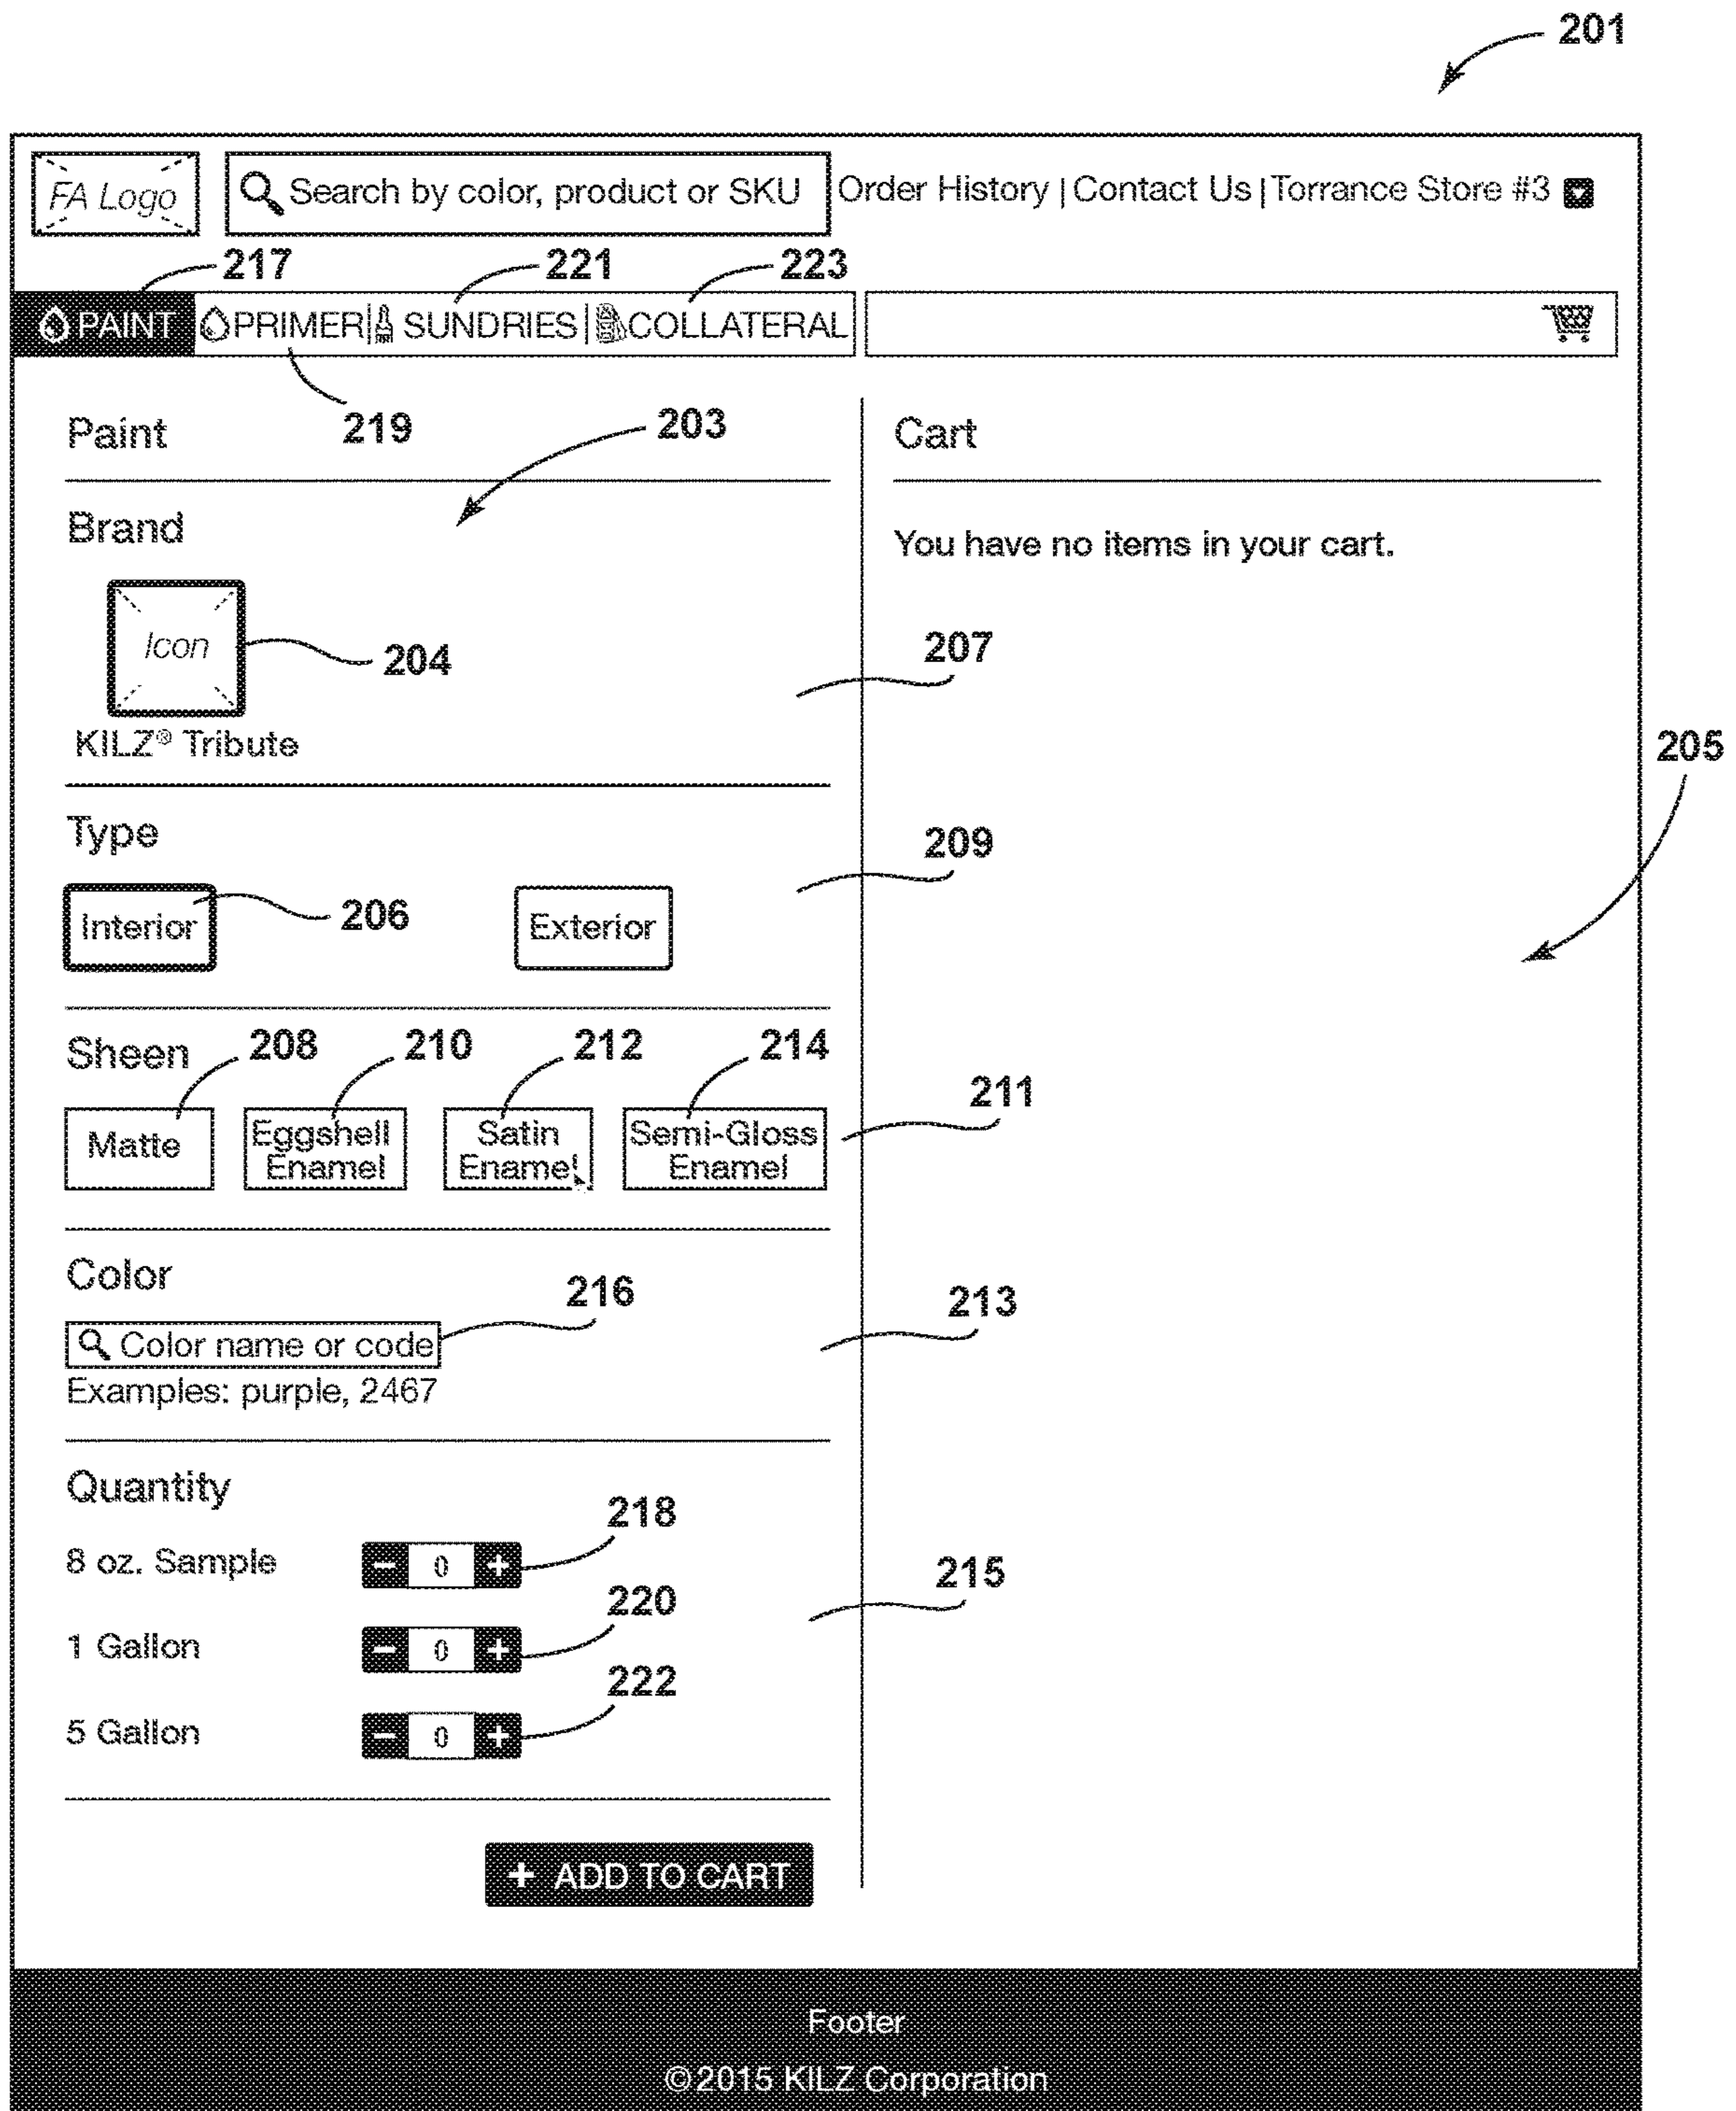 201
FA Logo
Search by color, product or SKU
Order History | Contact Us | Torrance Store #3
217
221
223
PAINT
PRIMER | SUNDRIES | COLLATERAL
219
203
Paint
Cart
Brand
You have no items in your cart.
Icon
204
207
KILZ® Tribute
205
Type
209
Interior
206
Exterior
Sheen
208
210
212
214
211
Matte
Eggshell
Enamel
Satin
Enamel
Semi-Gloss
Enamel
Color
216
213
Color name or code
Examples: purple, 2467
Quantity
218
8 oz. Sample
- 0 +
215
220
1 Gallon
- 0 +
222
5 Gallon
- 0 +
+ ADD TO CART
Footer
©2015 KILZ Corporation